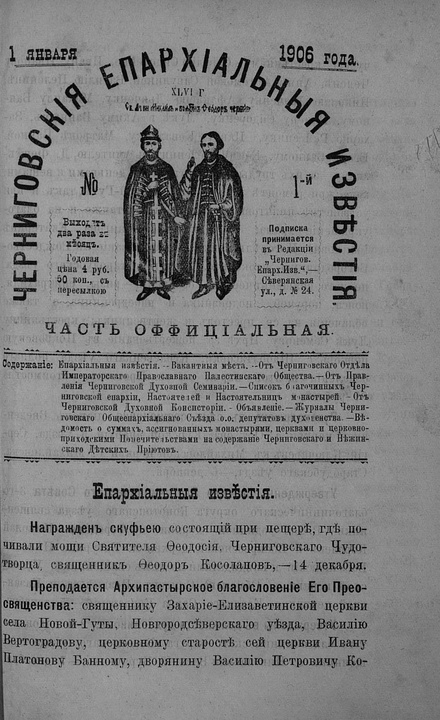 1 ЯНВАРЯ
1906 года.
ЧЕРНИГОВСКІЯ ЕПАРХІАЛЬНЫЯ ИЗВѢСТІЯ.
XLVI Г
№
1-й
Выходятъ
два раза въ
мѣсяцъ.
Годовая
цѣна 4 руб.
50 коп., съ
пересылкою
Подписка
принимается
въ Редакціи
„Чернигов.
Епарх.Изв.“,—
Сѣверянская
ул., д. № 24.
ЧАСТЬ ОФФИЦІАЛЬНАЯ.
Содержаніе: Епархіальныя извѣстія.—Вакантныя мѣста.—Отъ Черниговскаго Отдѣла
Императорскаго Православнаго Палестинскаго Общества.—Отъ Прав-
ленія Черниговской Духовной Семинаріи.—Списокъ благочинныхъ Чер-
ниговской епархіи, Настоятелей и Настоятельницъ монастырей.—Отъ
Черниговской Духовной Консисторіи.—Объявленіе.—Журналы Черни-
говскаго Общеепархіальнаго Съѣзда о.о. депутатовъ духовенства.—Вѣ-
домость о суммахъ, ассигнованныхъ монастырями, церквами и церковно-
приходскими Попечительствами на содержаніе Черниговскаго и Нѣжин-
скаго Дѣтскихъ Пріютовъ.
Епархіальныя извѣстія.
Награжденъ скуфьею состоящій при пещерѣ, гдѣ по-
чивали мощи Святителя Ѳеодосія, Черниговскаго Чудо-
творца, священникъ Ѳеодоръ Косолаповъ,—14 декабря.
Преподается Архипастырское благословеніе Его Прео-
священства: священнику Захаріе-Елизаветинской церкви
села Новой-Гуты, Новгородсѣверскаго уѣзда, Василію
Вертоградову, церковному старостѣ сей церкви Ивану
Платонову Банному, дворянину Василію Петровичу Ко-